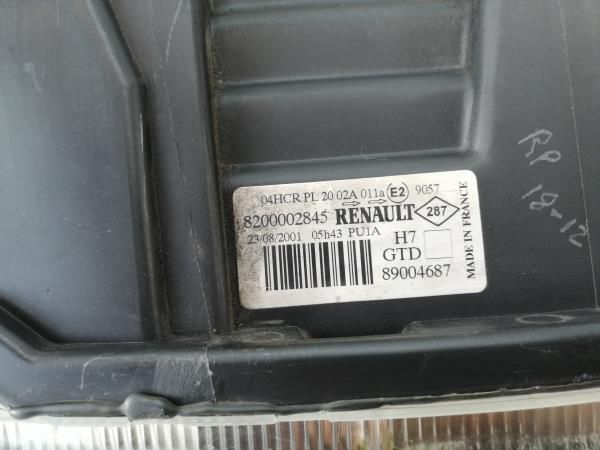 04HCR PL 20 02A 011a E2 9057
8200002845 RENAULT 287
23/08/2001 05h43 PU1A
H7
GTD
89004687
MADE IN FRANCE
RP
18-12